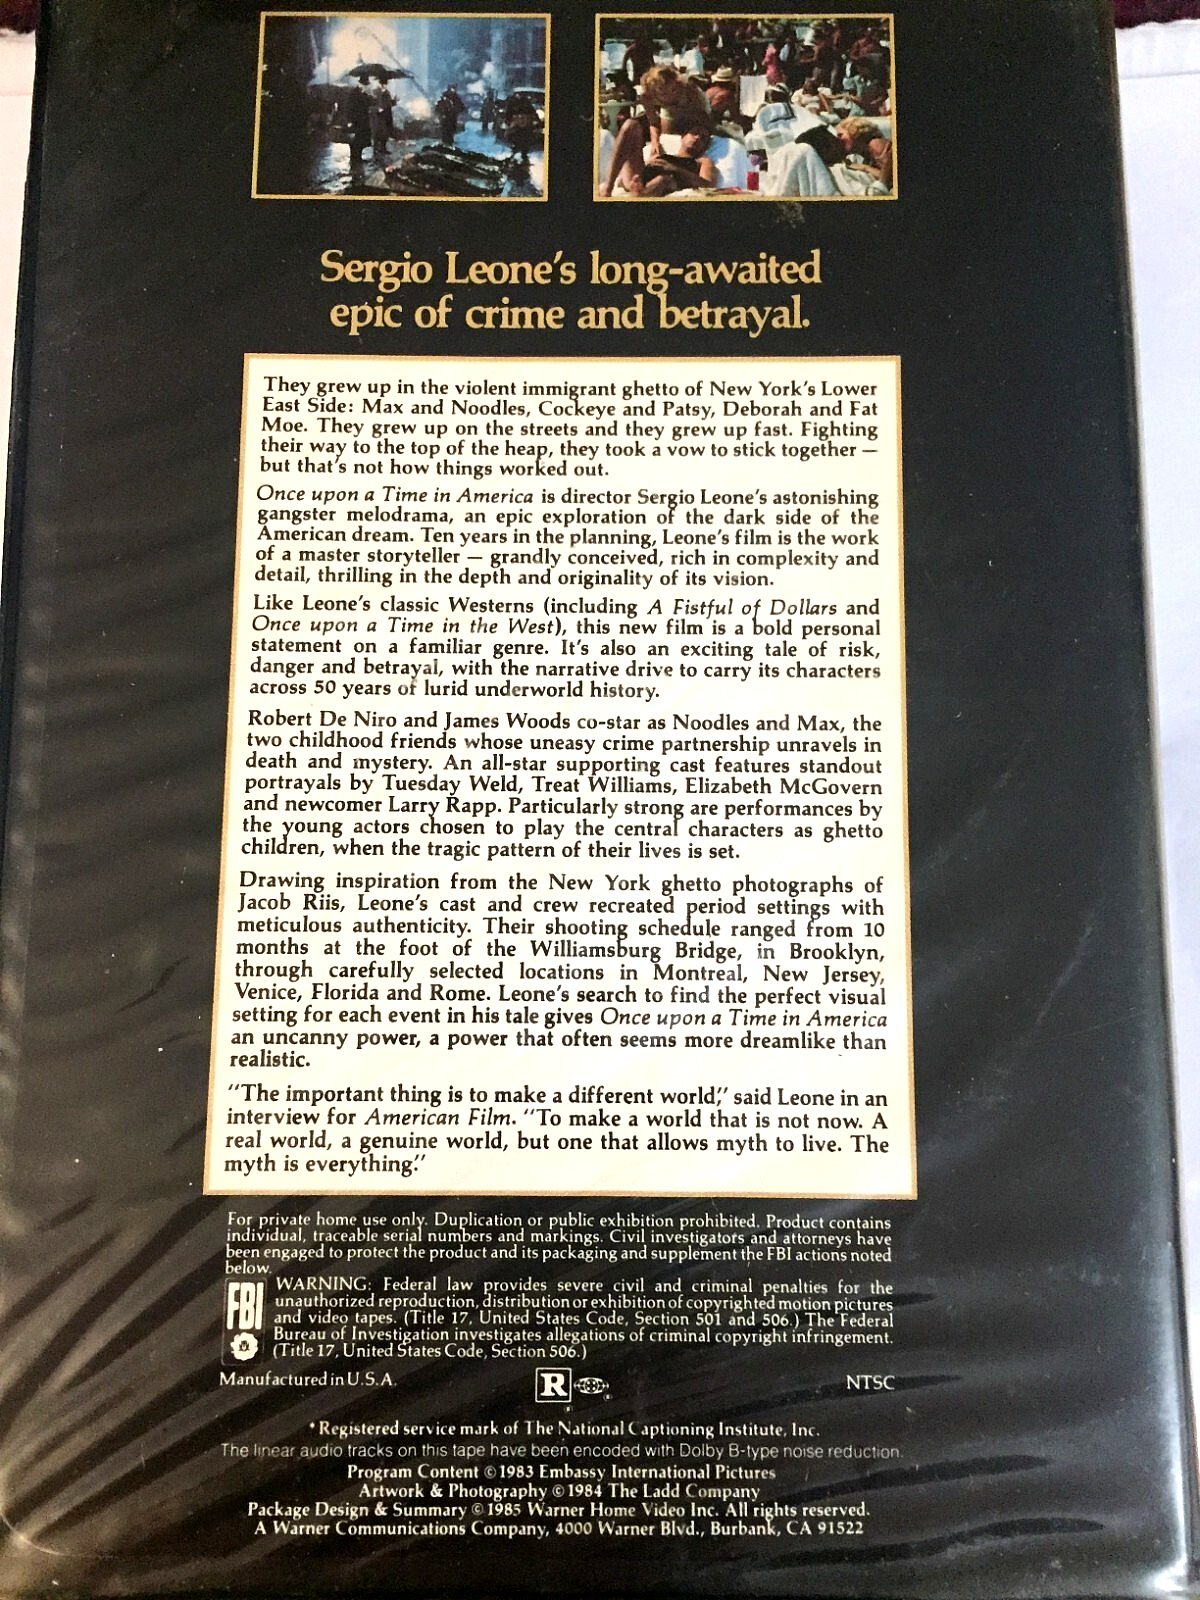 Sergio Leone's long-awaited
epic of crime and betrayal.
They grew up in the violent immigrant ghetto of New York's Lower
East Side: Max and Noodles, Cockeye and Patsy, Deborah and Fat
Moe. They grew up on the streets and they grew up fast. Fighting
their way to the top of the heap, they took a vow to stick together —
but that's not how things worked out.
Once upon a Time in America is director Sergio Leone's astonishing
gangster melodrama, an epic exploration of the dark side of the
American dream. Ten years in the planning, Leone's film is the work
of a master storyteller — grandly conceived, rich in complexity and
detail, thrilling in the depth and originality of its vision.
Like Leone's classic Westerns (including A Fistful of Dollars and
Once upon a Time in the West), this new film is a bold personal
statement on a familiar genre. It's also an exciting tale of risk,
danger and betrayal, with the narrative drive to carry its characters
across 50 years of lurid underworld history.
Robert De Niro and James Woods co-star as Noodles and Max, the
two childhood friends whose uneasy crime partnership unravels in
death and mystery. An all-star supporting cast features standout
portrayals by Tuesday Weld, Treat Williams, Elizabeth McGovern
and newcomer Larry Rapp. Particularly strong are performances by
the young actors chosen to play the central characters as ghetto
children, when the tragic pattern of their lives is set.
Drawing inspiration from the New York ghetto photographs of
Jacob Riis, Leone's cast and crew recreated period settings with
meticulous authenticity. Their shooting schedule ranged from 10
months at the foot of the Williamsburg Bridge, in Brooklyn,
through carefully selected locations in Montreal, New Jersey,
Venice, Florida and Rome. Leone's search to find the perfect visual
setting for each event in his tale gives Once upon a Time in America
an uncanny power, a power that often seems more dreamlike than
realistic.
"The important thing is to make a different world," said Leone in an
interview for American Film. "To make a world that is not now. A
real world, a genuine world, but one that allows myth to live. The
myth is everything."
For private home use only. Duplication or public exhibition prohibited. Product contains
individual, traceable serial numbers and markings. Civil investigators and attorneys have
been engaged to protect the product and its packaging and supplement the FBI actions noted
below.
FBI
WARNING: Federal law provides severe civil and criminal penalties for the
unauthorized reproduction, distribution or exhibition of copyrighted motion pictures
and video tapes. (Title 17, United States Code, Section 501 and 506.) The Federal
Bureau of Investigation investigates allegations of criminal copyright infringement.
(Title 17, United States Code, Section 506.)
Manufactured in U.S.A. R NTSC
*Registered service mark of The National Captioning Institute, Inc.
The linear audio tracks on this tape have been encoded with Dolby B-type noise reduction.
Program Content © 1983 Embassy International Pictures
Artwork & Photography © 1984 The Ladd Company
Package Design & Summary © 1985 Warner Home Video Inc. All rights reserved.
A Warner Communications Company, 4000 Warner Blvd., Burbank, CA 91522